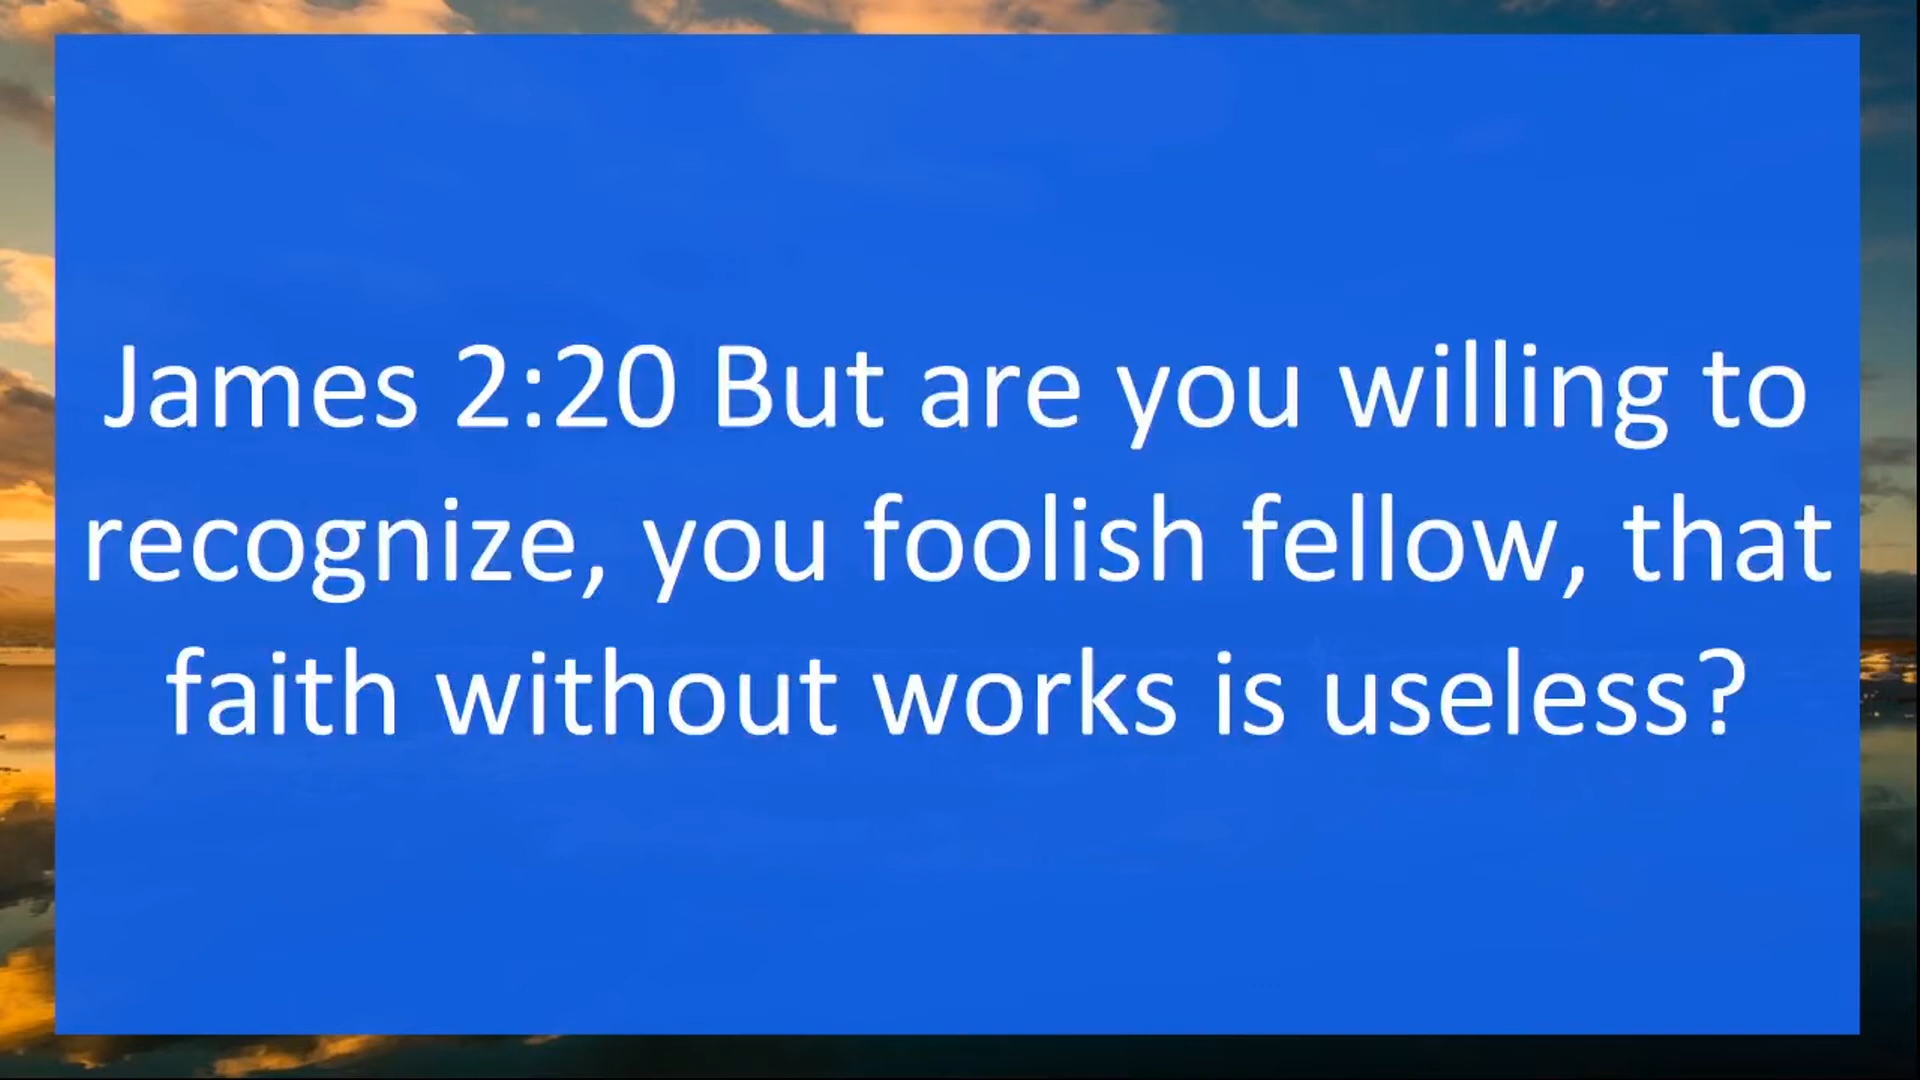 James 2:20 But are you willing to
recognize, you foolish fellow, that
faith without works is useless?